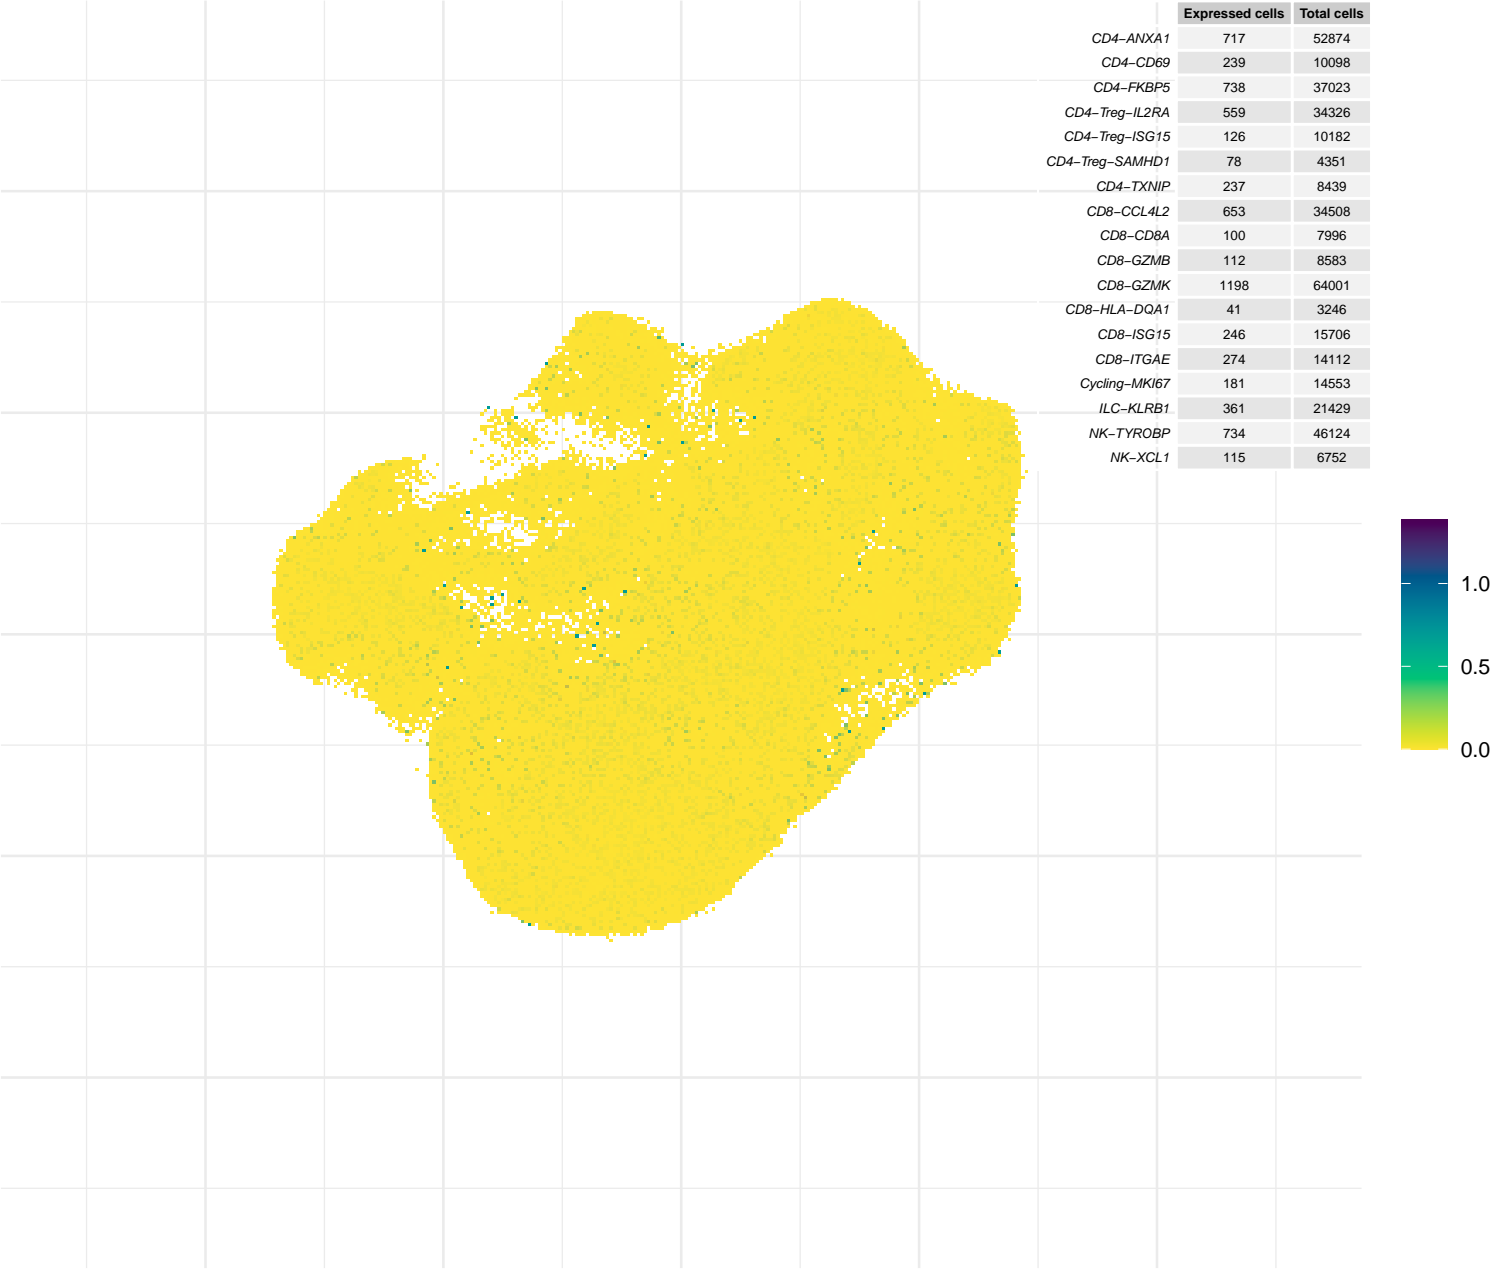 Expressed cells Total cells
CD4−ANXA1 717 52874
CD4−CD69 239 10098
CD4−FKBP5 738 37023
CD4−Treg−IL2RA 559 34326
CD4−Treg−ISG15 126 10182
CD4−Treg−SAMHD1 78 4351
CD4−TXNIP 237 8439
CD8−CCL4L2 653 34508
CD8−CD8A 100 7996
CD8−GZMB 112 8583
CD8−GZMK 1198 64001
CD8−HLA−DQA1 41 3246
CD8−ISG15 246 15706
CD8−ITGAE 274 14112
Cycling−MKI67 181 14553
ILC−KLRB1 361 21429
NK−TYROBP 734 46124
NK−XCL1 115 6752
1.0
0.5
0.0